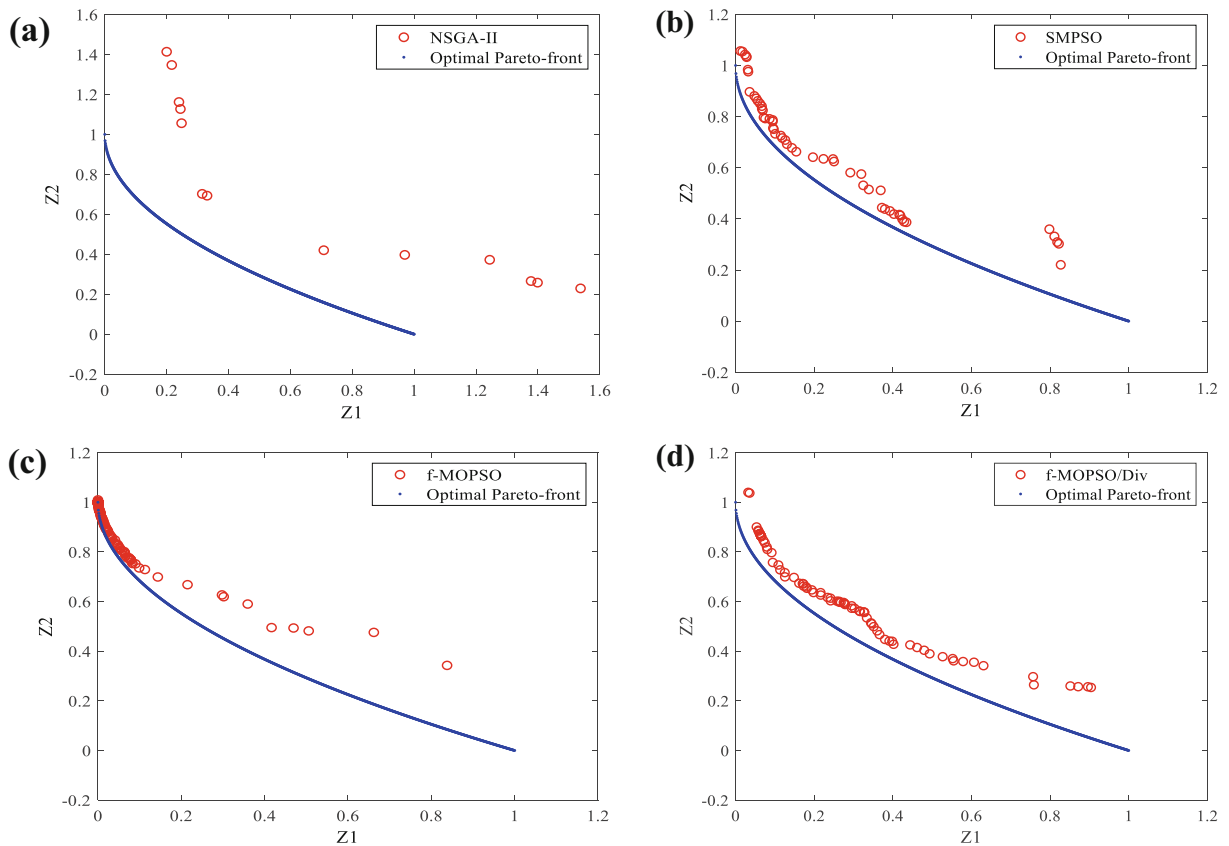 (a)
NSGA-II
Optimal Pareto-front
1.6
1.4
1.2
1
0.8
0.6
0.4
0.2
0
-0.2
Z2
0 0.2 0.4 0.6 0.8 1 1.2 1.4 1.6
Z1
(b)
SMPSO
Optimal Pareto-front
1.2
1
0.8
0.6
0.4
0.2
0
-0.2
Z2
0 0.2 0.4 0.6 0.8 1 1.2
Z1
(c)
f-MOPSO
Optimal Pareto-front
1.2
1
0.8
0.6
0.4
0.2
0
-0.2
Z2
0 0.2 0.4 0.6 0.8 1 1.2
Z1
(d)
f-MOPSO/Div
Optimal Pareto-front
1.2
1
0.8
0.6
0.4
0.2
0
-0.2
Z2
0 0.2 0.4 0.6 0.8 1 1.2
Z1